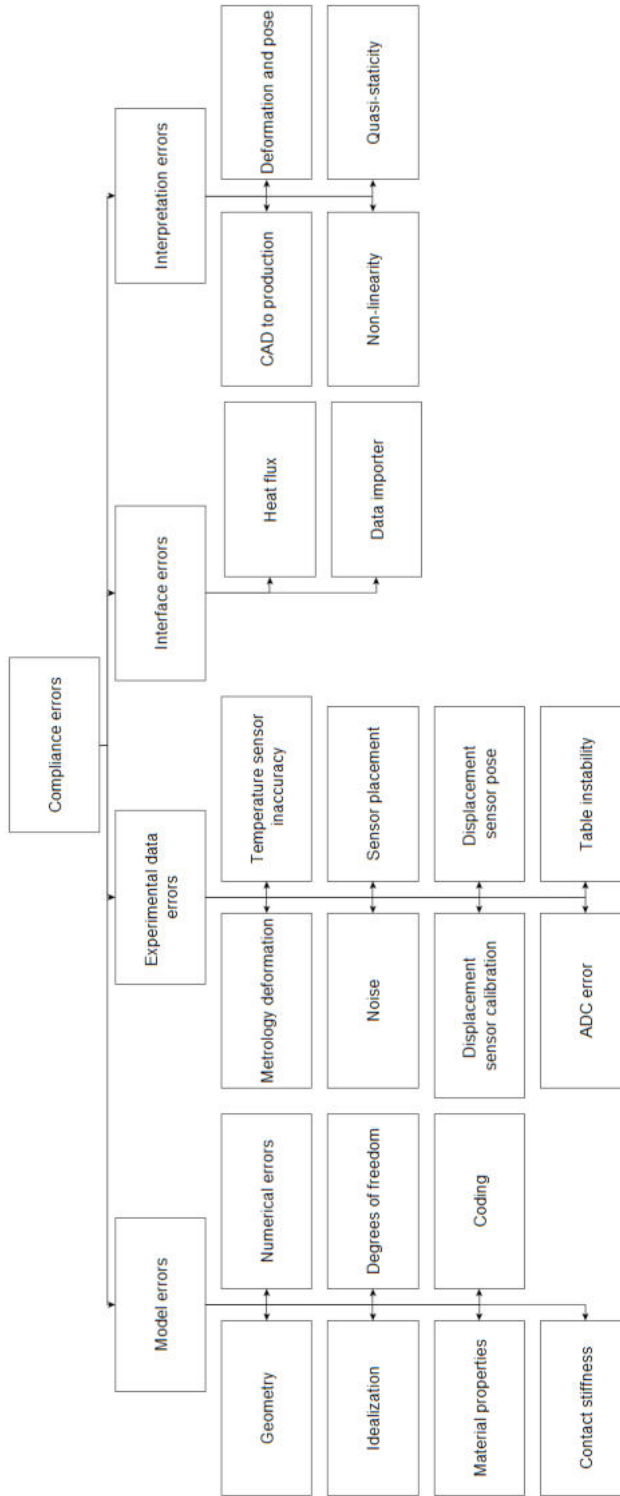 Compliance errors
Model errors
Experimental data
errors
Interface errors
Interpretation errors
Geometry
Numerical errors
Idealization
Degrees of freedom
Material properties
Coding
Contact stiffness
Metrology deformation
Temperature sensor
inaccuracy
Noise
Sensor placement
Displacement
sensor calibration
Displacement
sensor pose
ADC error
Table instability
Heat flux
Data importer
CAD to production
Deformation and pose
Non-linearity
Quasi-staticity